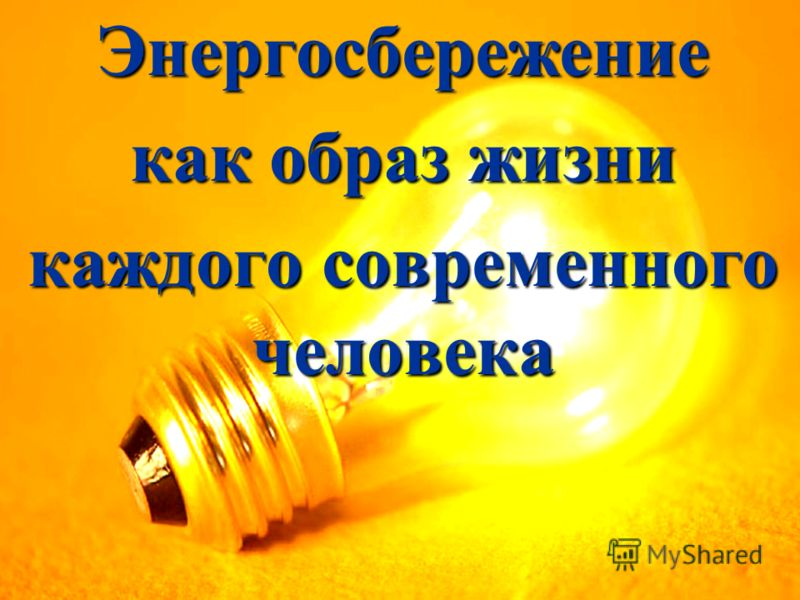 Энергосбережение
как образ жизни
каждого современного
человека
MyShared